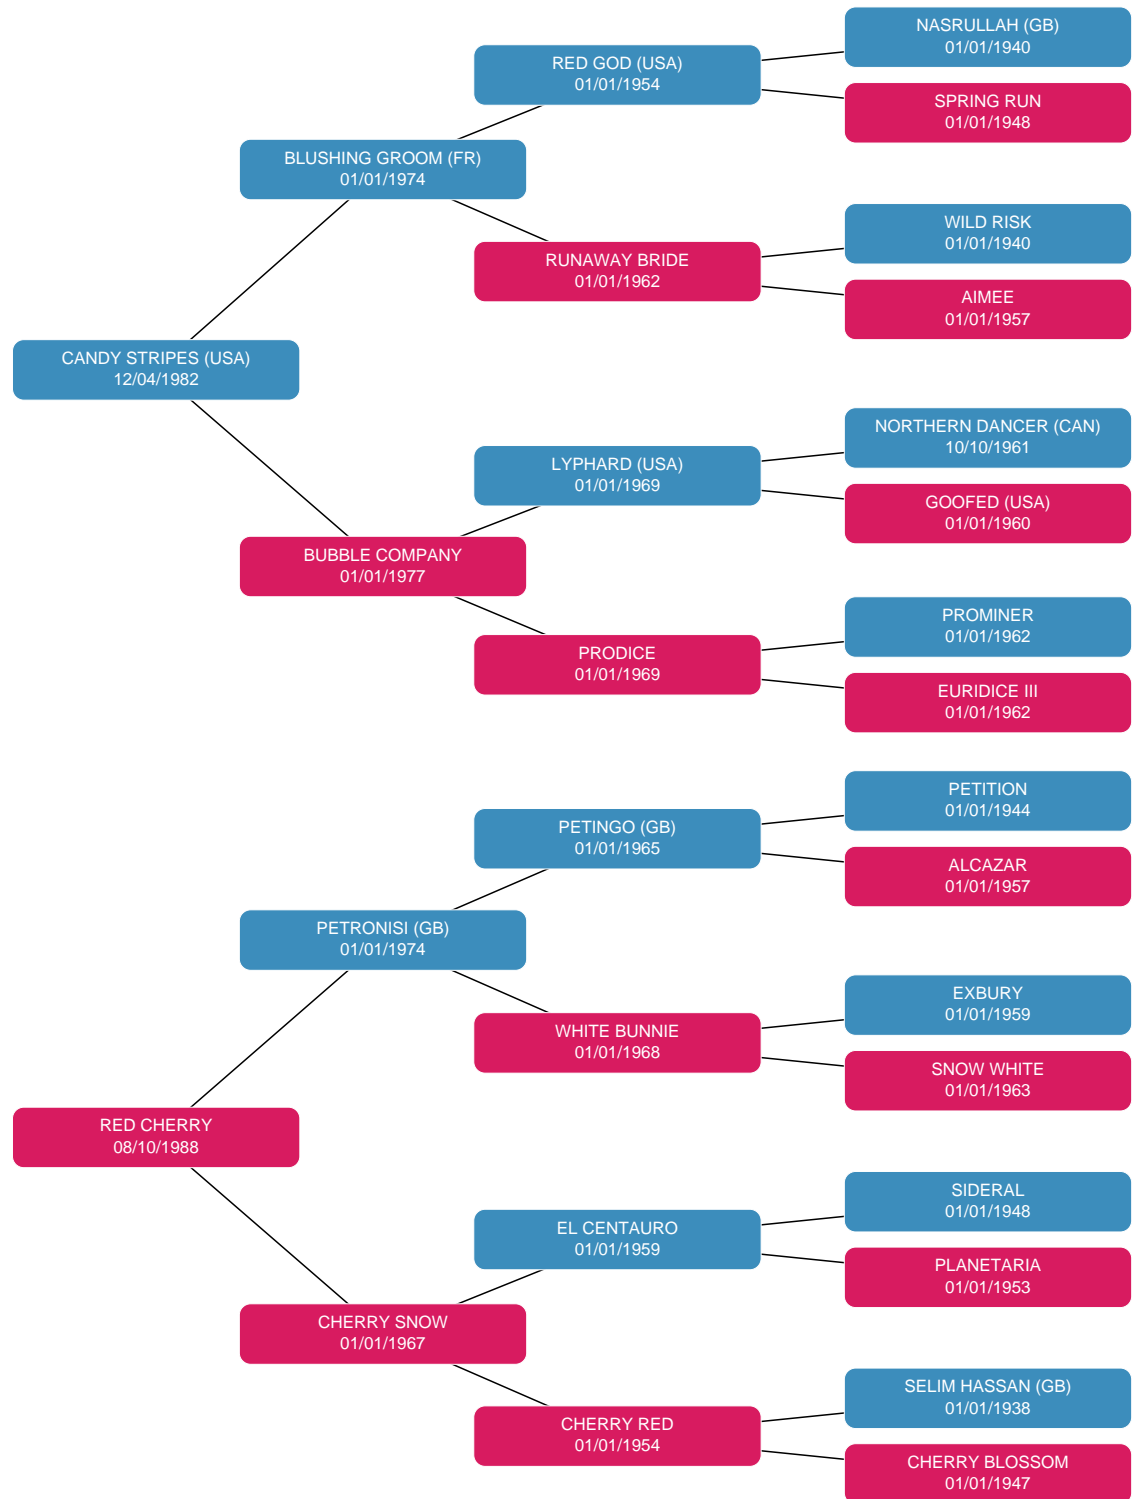 NASRULLAH (GB)
01/01/1940
RED GOD (USA)
01/01/1954
SPRING RUN
01/01/1948
BLUSHING GROOM (FR)
01/01/1974
WILD RISK
01/01/1940
RUNAWAY BRIDE
01/01/1962
AIMEE
01/01/1957
CANDY STRIPES (USA)
12/04/1982
NORTHERN DANCER (CAN)
10/10/1961
LYPHARD (USA)
01/01/1969
GOOFED (USA)
01/01/1960
BUBBLE COMPANY
01/01/1977
PROMINER
01/01/1962
PRODICE
01/01/1969
EURIDICE III
01/01/1962
PETITION
01/01/1944
PETINGO (GB)
01/01/1965
ALCAZAR
01/01/1957
PETRONISI (GB)
01/01/1974
EXBURY
01/01/1959
WHITE BUNNIE
01/01/1968
SNOW WHITE
01/01/1963
RED CHERRY
08/10/1988
SIDERAL
01/01/1948
EL CENTAURO
01/01/1959
PLANETARIA
01/01/1953
CHERRY SNOW
01/01/1967
SELIM HASSAN (GB)
01/01/1938
CHERRY RED
01/01/1954
CHERRY BLOSSOM
01/01/1947